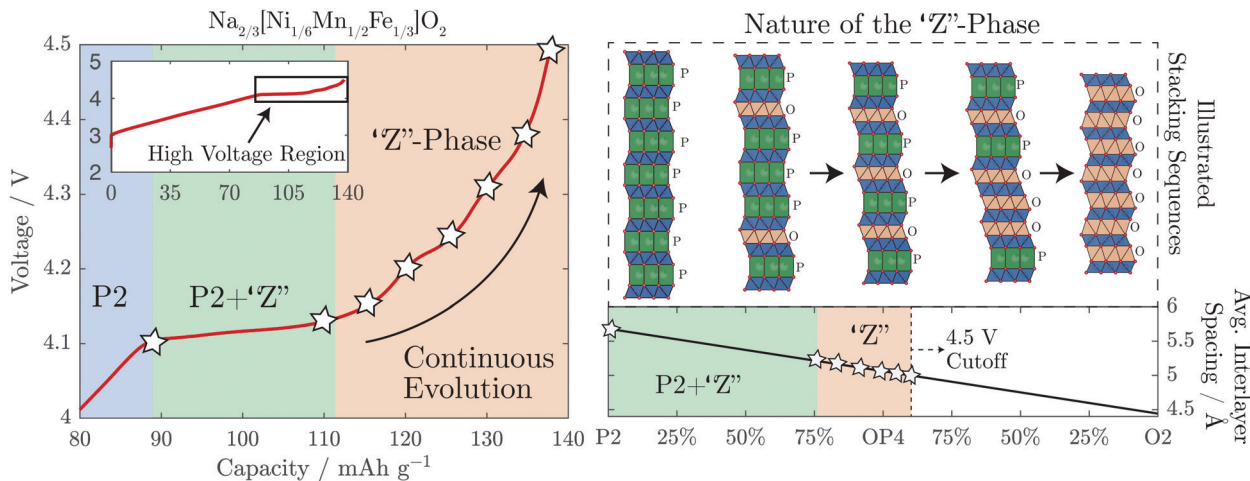 Na2/3[Ni1/6Mn1/2Fe1/3]O2
4.5
4.4
4.3
4.2
4.1
4
Voltage / V
5
4
3
2
0
35
70
105
140
High Voltage Region
P2
P2+‘Z”
‘Z”-Phase
Continuous
Evolution
80
90
100
110
120
130
140
Capacity / mAh g−1
Nature of the ‘Z”-Phase
P
P
P
P
P
P
P
O
P
P
P
O
P
P
O
P
O
P
O
P
P
P
O
O
O
P
O
O
O
O
O
O
Illustrated
Stacking Sequences
P2+‘Z”
‘Z”
4.5 V
Cutoff
6
5.5
5
4.5
Avg. Interlayer
Spacing / Å
P2
25%
50%
75%
OP4
75%
50%
25%
O2